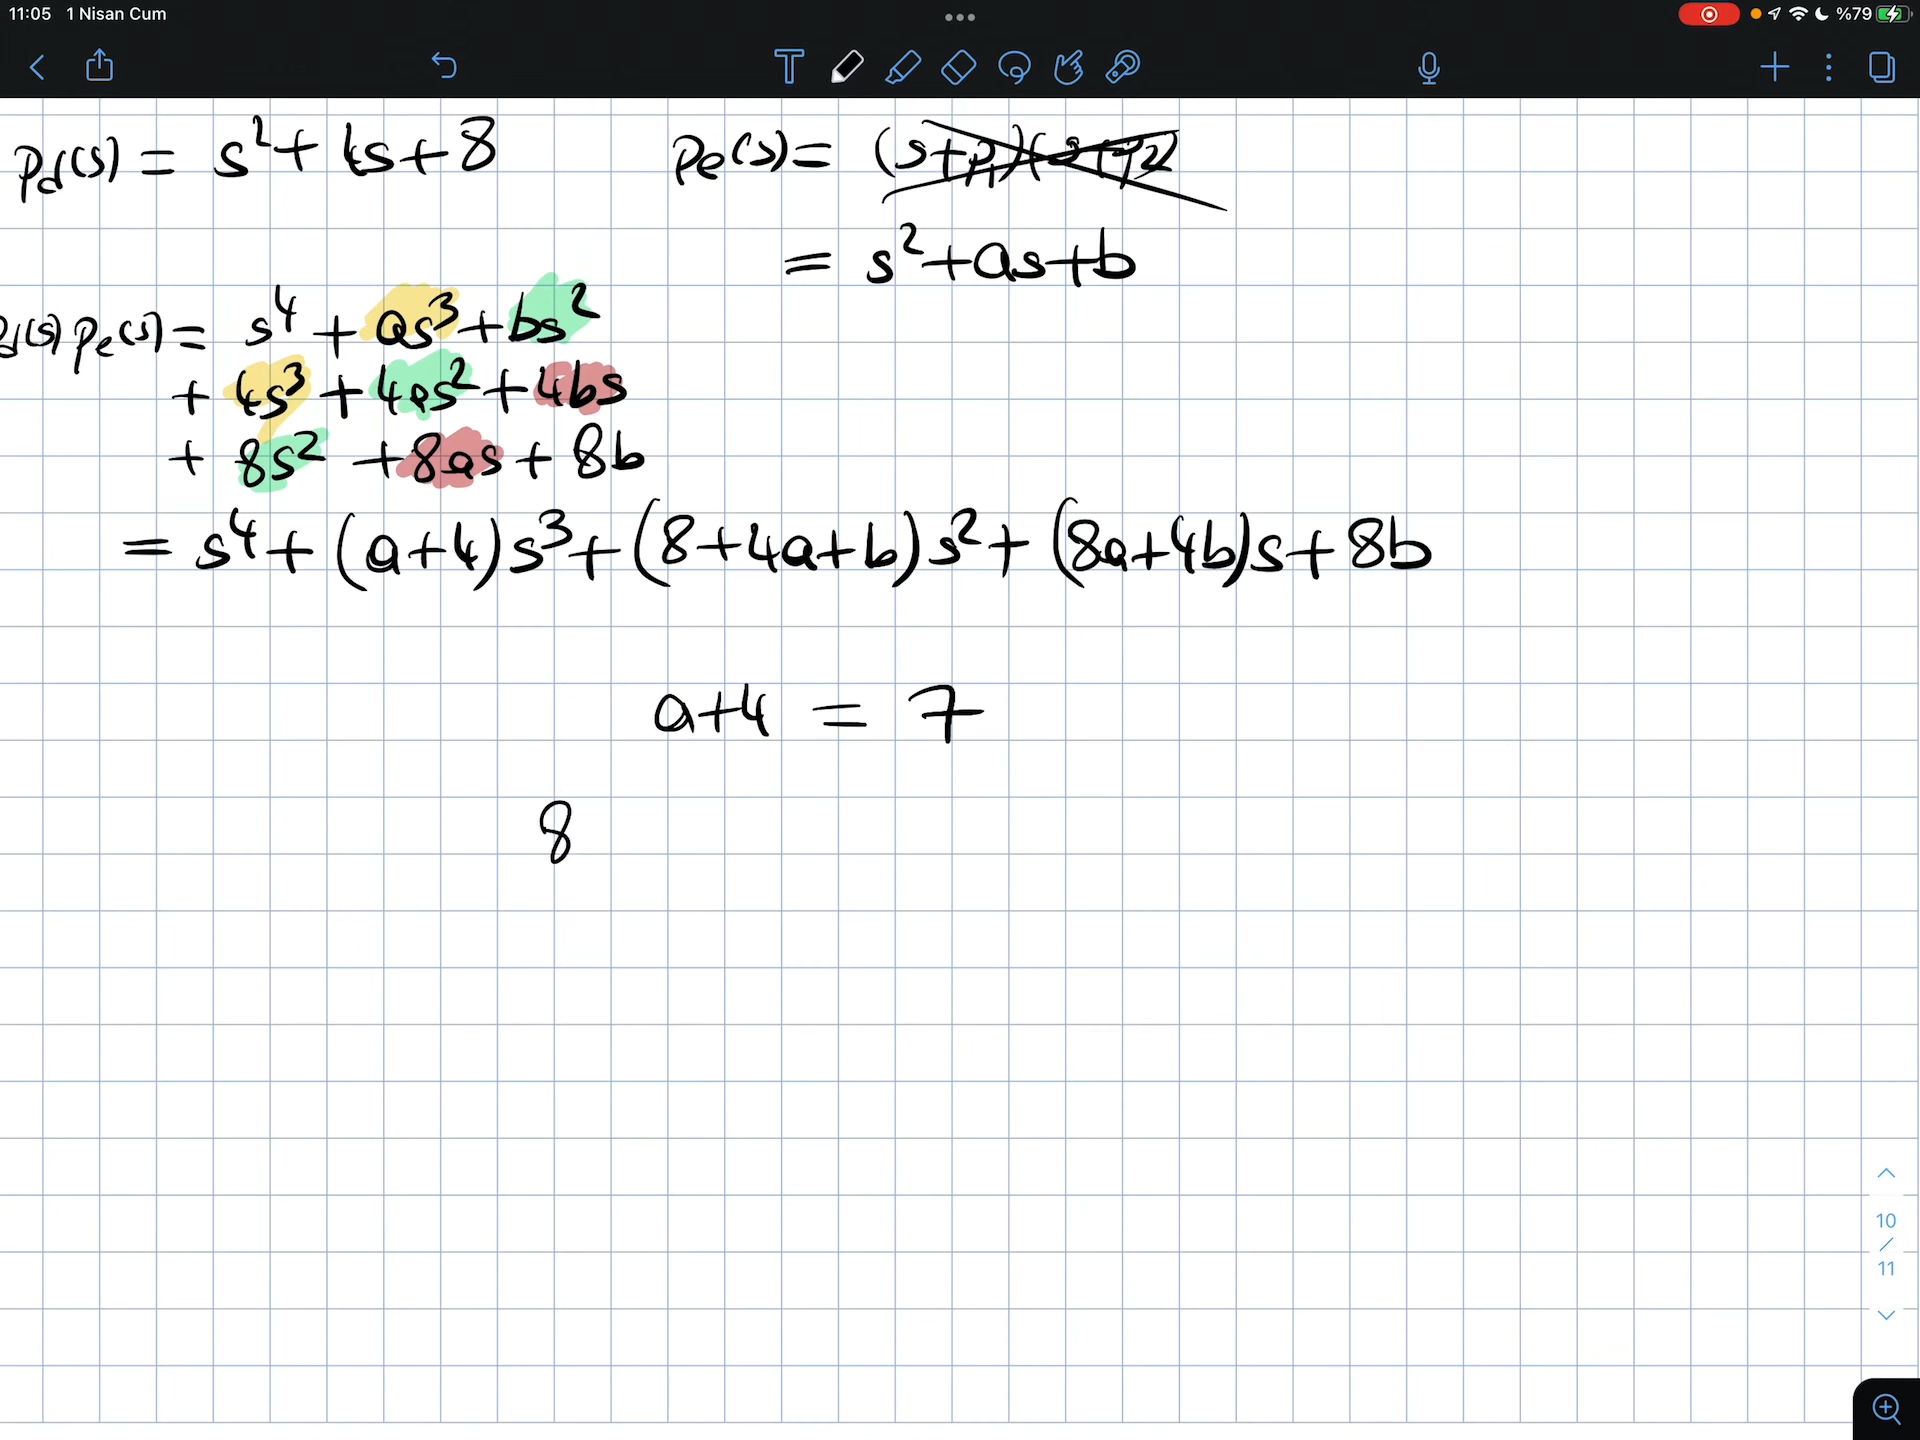 11:05 1 Nisan Cum
%79
T
Pd(s) = s² + 4s + 8
Pe(s) = (s+p1)(s+p2)
= s² + as + b
Pd(s) Pe(s) = s⁴ + as³ + bs²
+ 4s³ + 4as² + 4bs
+ 8s² + 8as + 8b
= s⁴ + (a+4)s³ + (8+4a+b)s² + (8a+4b)s + 8b
a+4 = 7
8
10
/
11